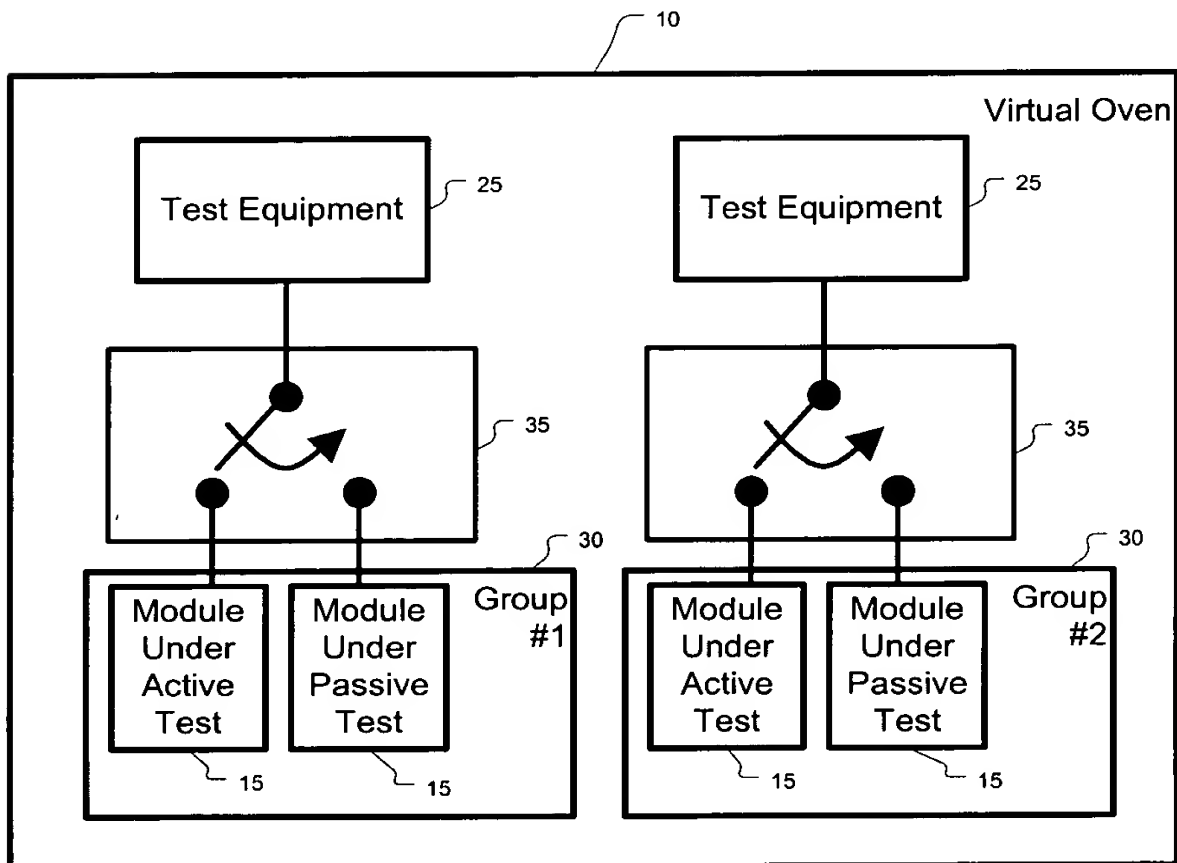 10
Virtual Oven
Test Equipment
25
Test Equipment
25
35
35
30
30
Group
#1
Module
Under
Active
Test
Module
Under
Passive
Test
15
15
Group
#2
Module
Under
Active
Test
Module
Under
Passive
Test
15
15